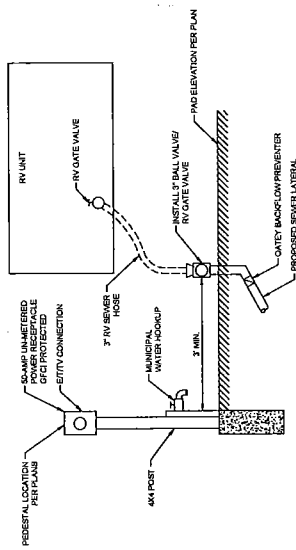 PEDESTAL LOCATION
PER PLANS
50-AMP UN-METERED
POWER RECEPTACLE
GFCI PROTECTED
E/T/TV CONNECTION
RV UNIT
RV GATE VALVE
3" RV SEWER
HOSE
MUNICIPAL
WATER HOOKUP
INSTALL 3" BALL VALVE/
RV GATE VALVE
PAD ELEVATION PER PLAN
3' MIN.
4X4 POST
OATEY BACKFLOW PREVENTER
PROPOSED SEWER LATERAL